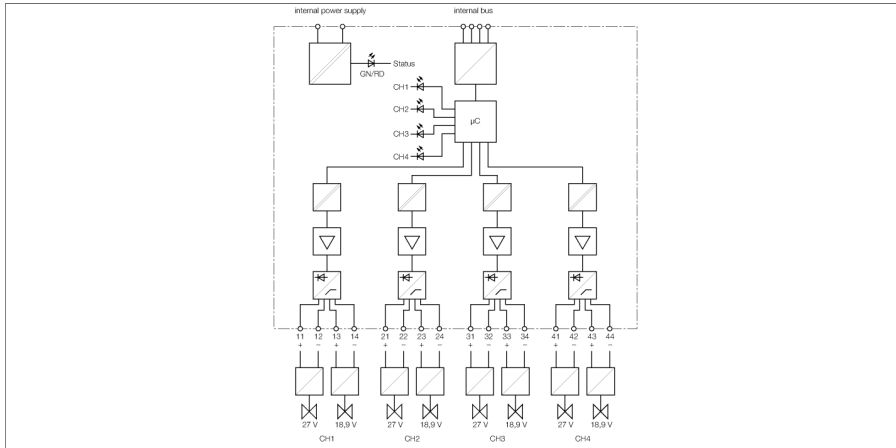 internal power supply internal bus
Status
GN/RD
CH1
CH2
CH3
CH4
µC
11 12 13 14 21 22 23 24 31 32 33 34 41 42 43 44
+ – + – + – + – + – + – + – + –
27 V 18,9 V 27 V 18,9 V 27 V 18,9 V 27 V 18,9 V
CH1 CH2 CH3 CH4